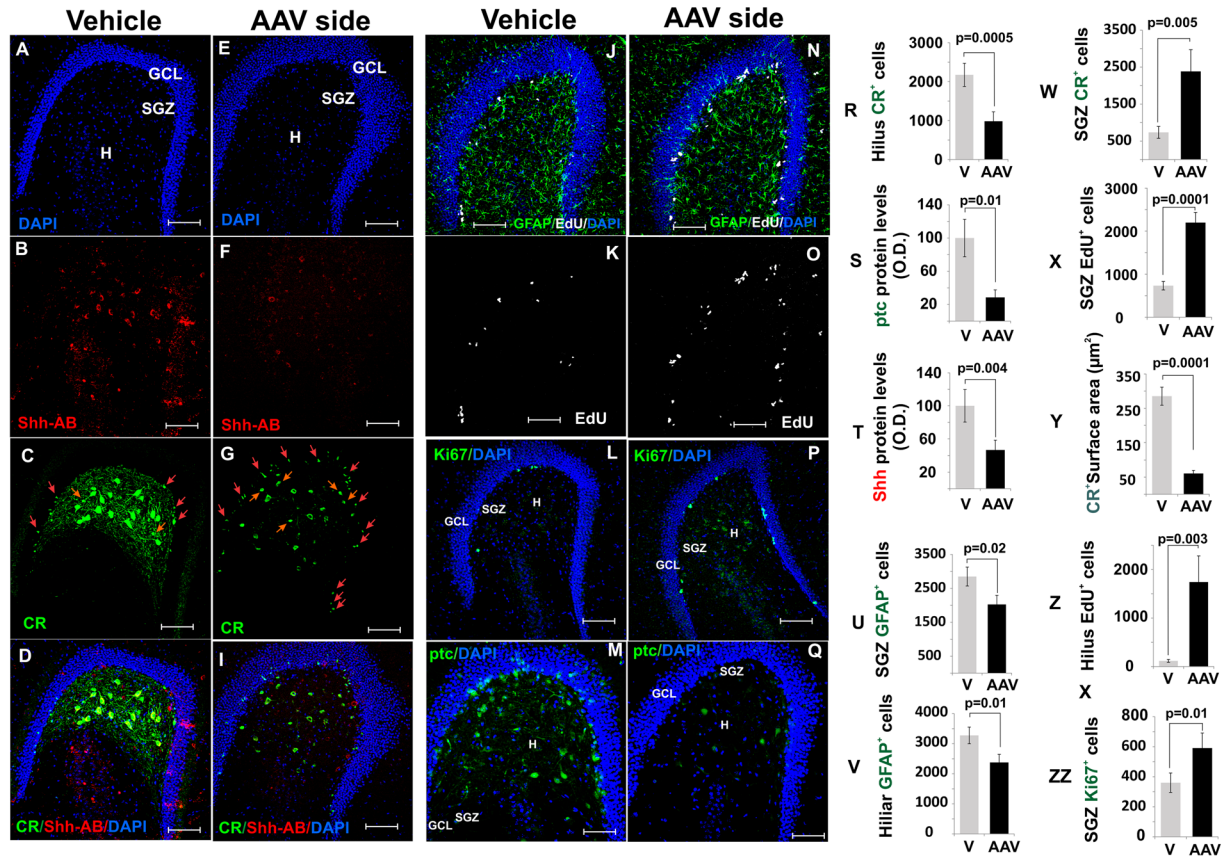 Vehicle
AAV side
Vehicle
AAV side
A
GCL
SGZ
H
DAPI
E
GCL
SGZ
H
DAPI
J
GFAP/EdU/DAPI
N
GFAP/EdU/DAPI
B
Shh-AB
F
Shh-AB
K
EdU
O
EdU
C
CR
G
CR
Ki67/DAPI
L
H
SGZ
GCL
Ki67/DAPI
P
H
SGZ
GCL
D
CR/Shh-AB/DAPI
I
CR/Shh-AB/DAPI
ptc/DAPI
M
H
GCL
SGZ
ptc/DAPI
Q
SGZ
GCL
H
R
Hilus CR⁺ cells
p=0.0005
3000
2000
1000
0
V
AAV
S
ptc protein levels
(O.D.)
p=0.01
140
100
60
20
V
AAV
T
Shh protein levels
(O.D.)
p=0.004
140
100
60
20
V
AAV
U
SGZ GFAP⁺ cells
p=0.02
3500
2500
1500
500
V
AAV
V
Hiliar GFAP⁺ cells
p=0.01
4000
3000
2000
1000
0
V
AAV
W
SGZ CR⁺ cells
p=0.005
3500
2500
1500
500
V
AAV
X
SGZ EdU⁺ cells
p=0.0001
3000
2000
1000
0
V
AAV
Y
CR⁺Surface area (µm²)
p=0.0001
350
250
150
50
V
AAV
Z
Hilus EdU⁺ cells
p=0.003
2000
1000
0
V
AAV
X
ZZ
SGZ Ki67⁺ cells
p=0.01
800
600
400
200
0
V
AAV